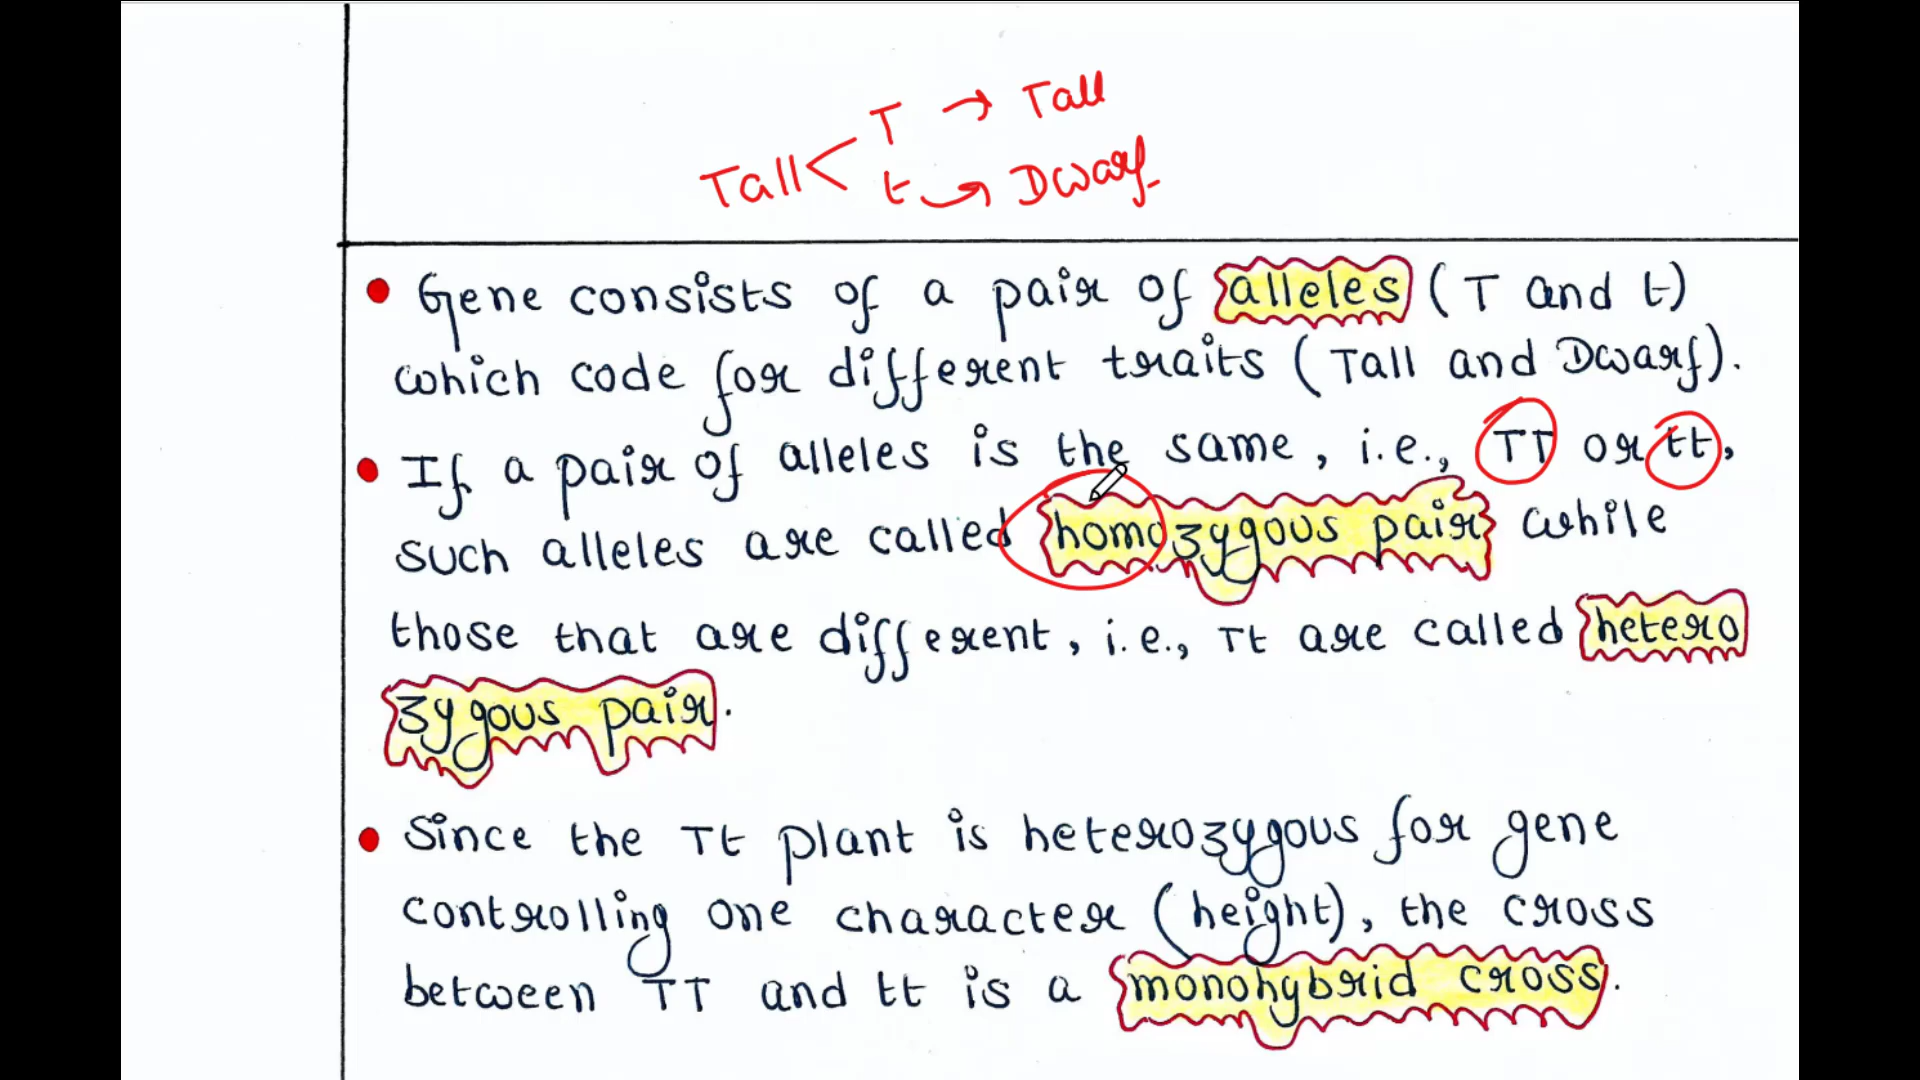 T → Tall
Tall <
t → Dwarf
• Gene consists of a pair of alleles (T and t)
which code for different traits (Tall and Dwarf).
• If a pair of alleles is the same, i.e., TT or tt,
such alleles are called homozygous pair while
those that are different, i.e., Tt are called hetero
zygous pair.
• Since the Tt plant is heterozygous for gene
controlling one character (height), the cross
between TT and tt is a monohybrid cross.